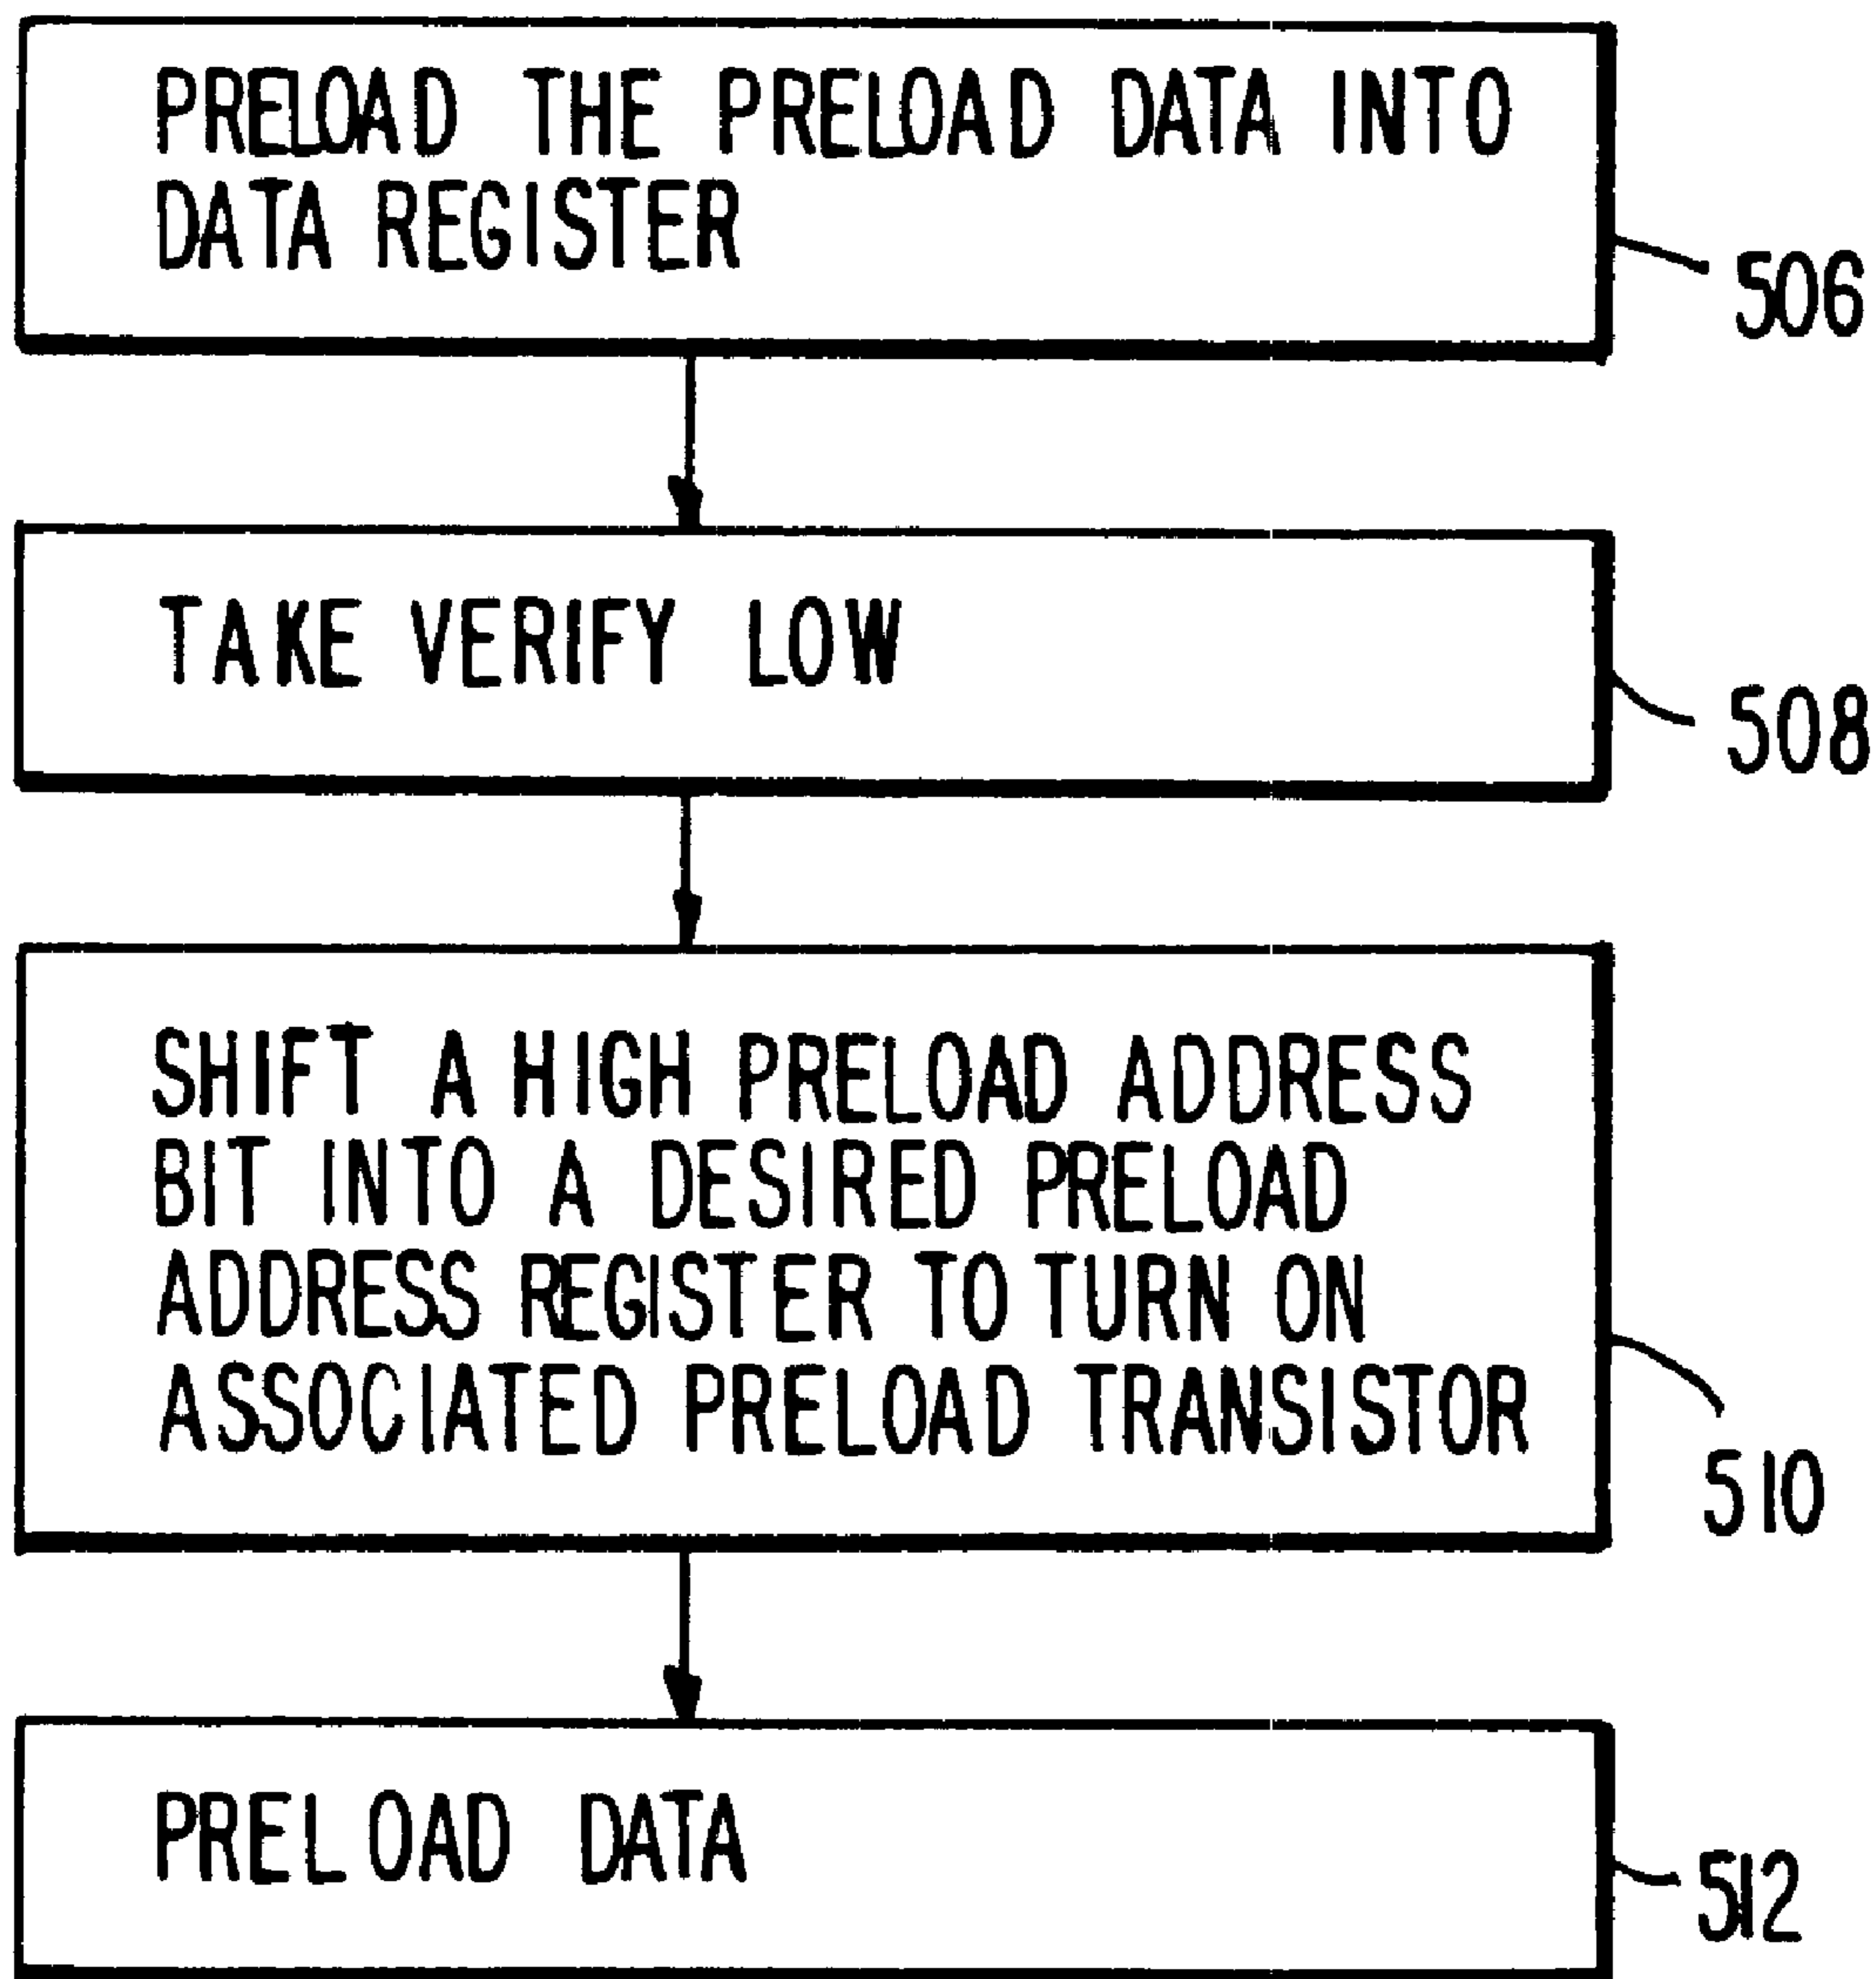 PRELOAD THE PRELOAD DATA INTO
DATA REGISTER
506
TAKE VERIFY LOW
508
SHIFT A HIGH PRELOAD ADDRESS
BIT INTO A DESIRED PRELOAD
ADDRESS REGISTER TO TURN ON
ASSOCIATED PRELOAD TRANSISTOR
510
PRELOAD DATA
512